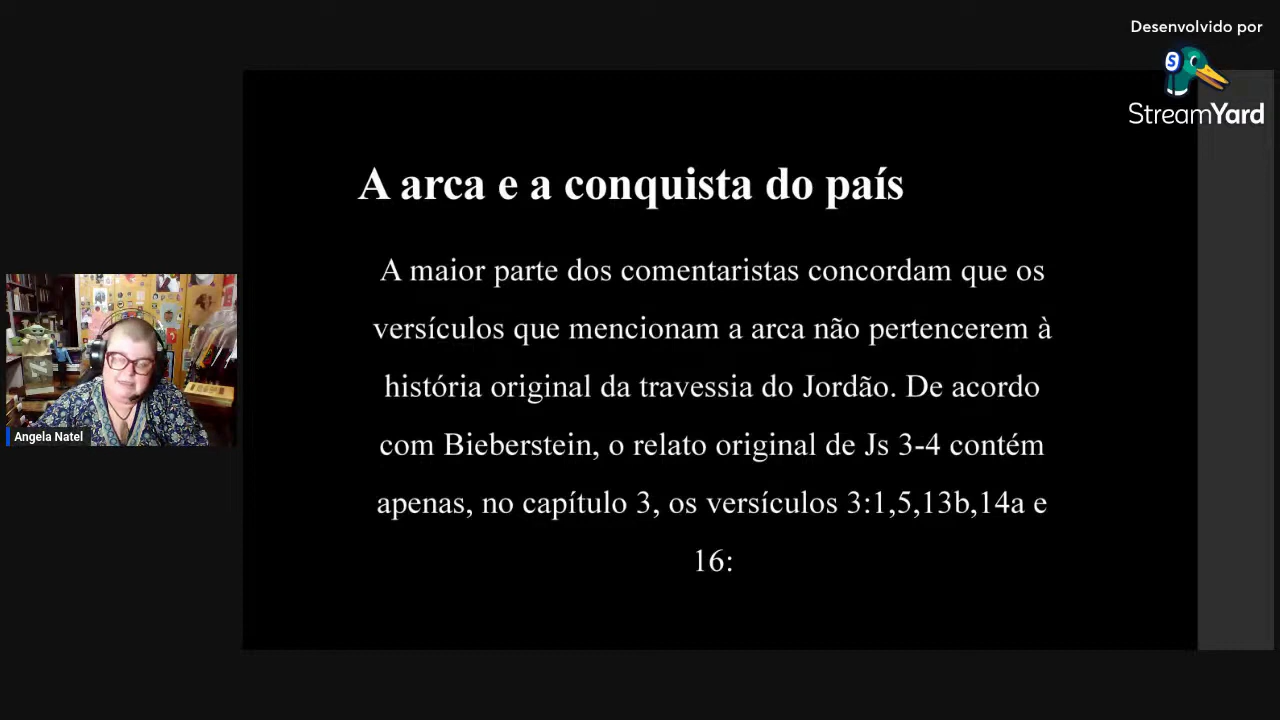 Desenvolvido por
StreamYard
A arca e a conquista do país
A maior parte dos comentaristas concordam que os
versículos que mencionam a arca não pertencerem à
história original da travessia do Jordão. De acordo
com Bieberstein, o relato original de Js 3-4 contém
apenas, no capítulo 3, os versículos 3:1,5,13b,14a e
16:
Angela Natel